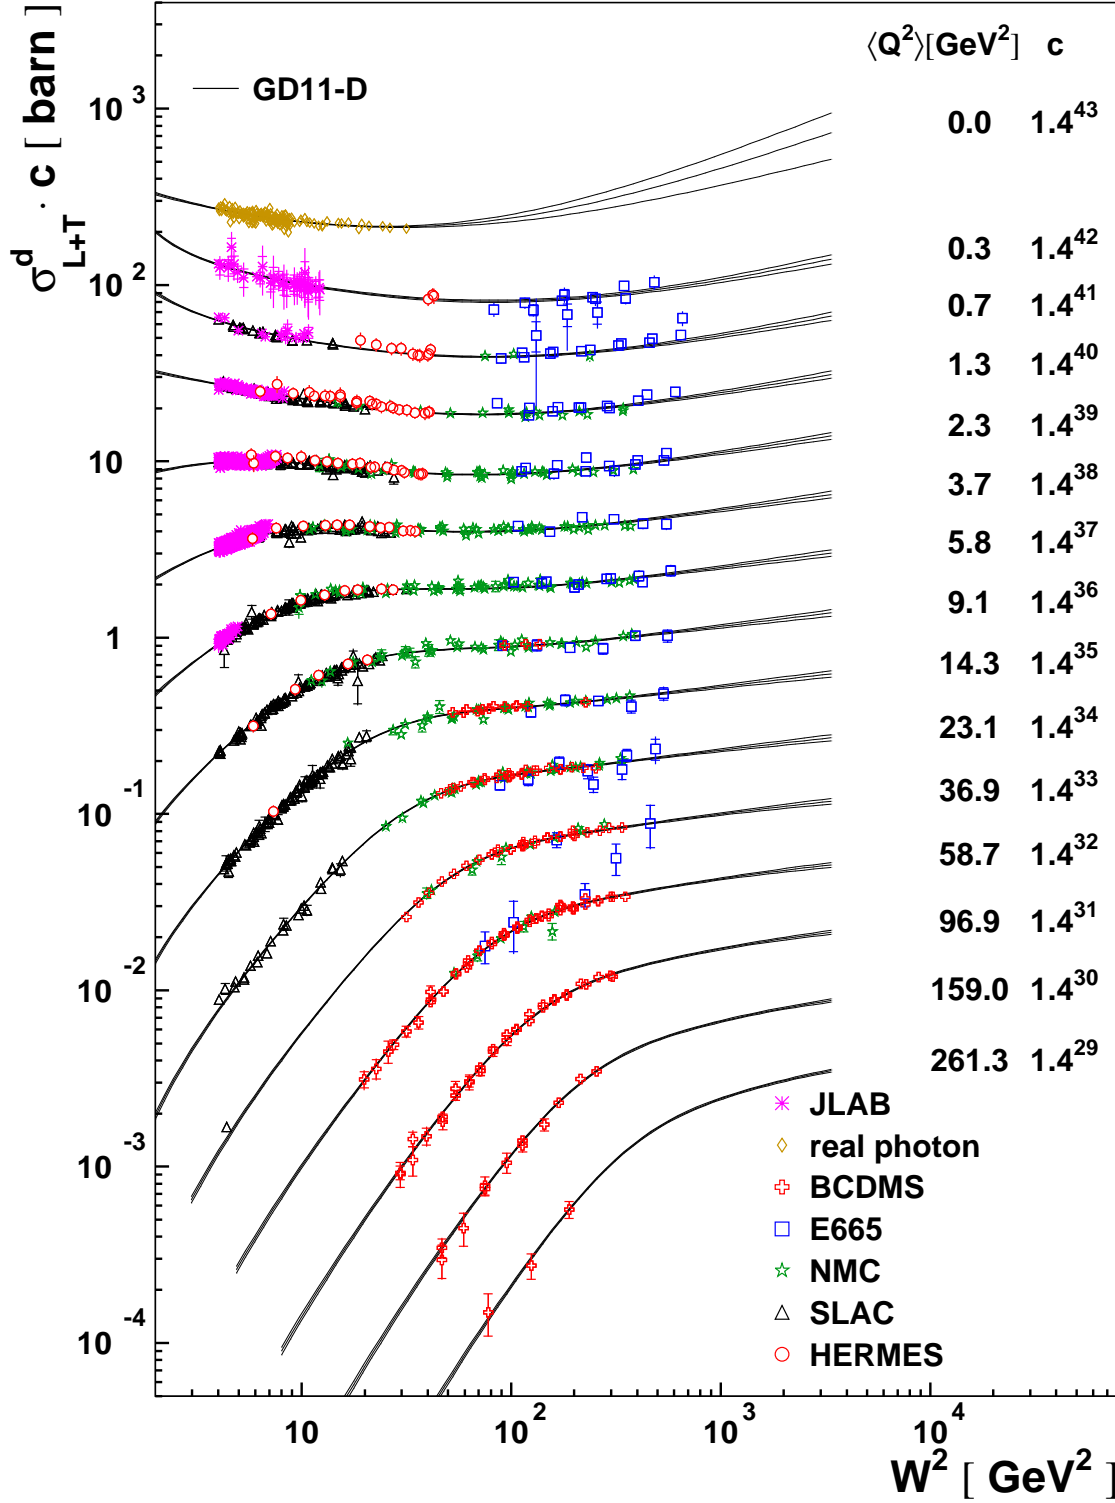 ⟨Q²⟩[GeV²] c
GD11-D
σ^d_L+T · c [ barn ]
0.0 1.4^43
0.3 1.4^42
0.7 1.4^41
1.3 1.4^40
2.3 1.4^39
3.7 1.4^38
5.8 1.4^37
9.1 1.4^36
14.3 1.4^35
23.1 1.4^34
36.9 1.4^33
58.7 1.4^32
96.9 1.4^31
159.0 1.4^30
261.3 1.4^29
10^3
10^2
10
1
10^-1
10^-2
10^-3
10^-4
JLAB
real photon
BCDMS
E665
NMC
SLAC
HERMES
10 10^2 10^3 10^4
W² [ GeV² ]